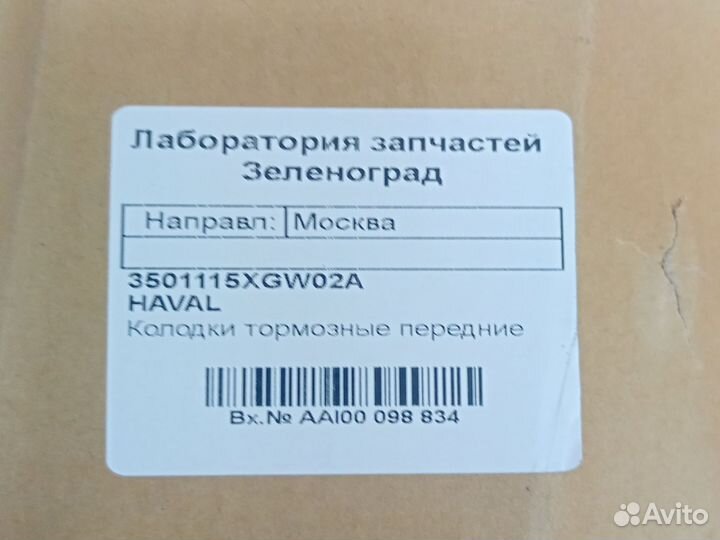 Лаборатория запчастей
Зеленоград
Направл: Москва
3501115XGW02A
HAVAL
Колодки тормозные передние
Вх.№ AAI00 098 834
Avito